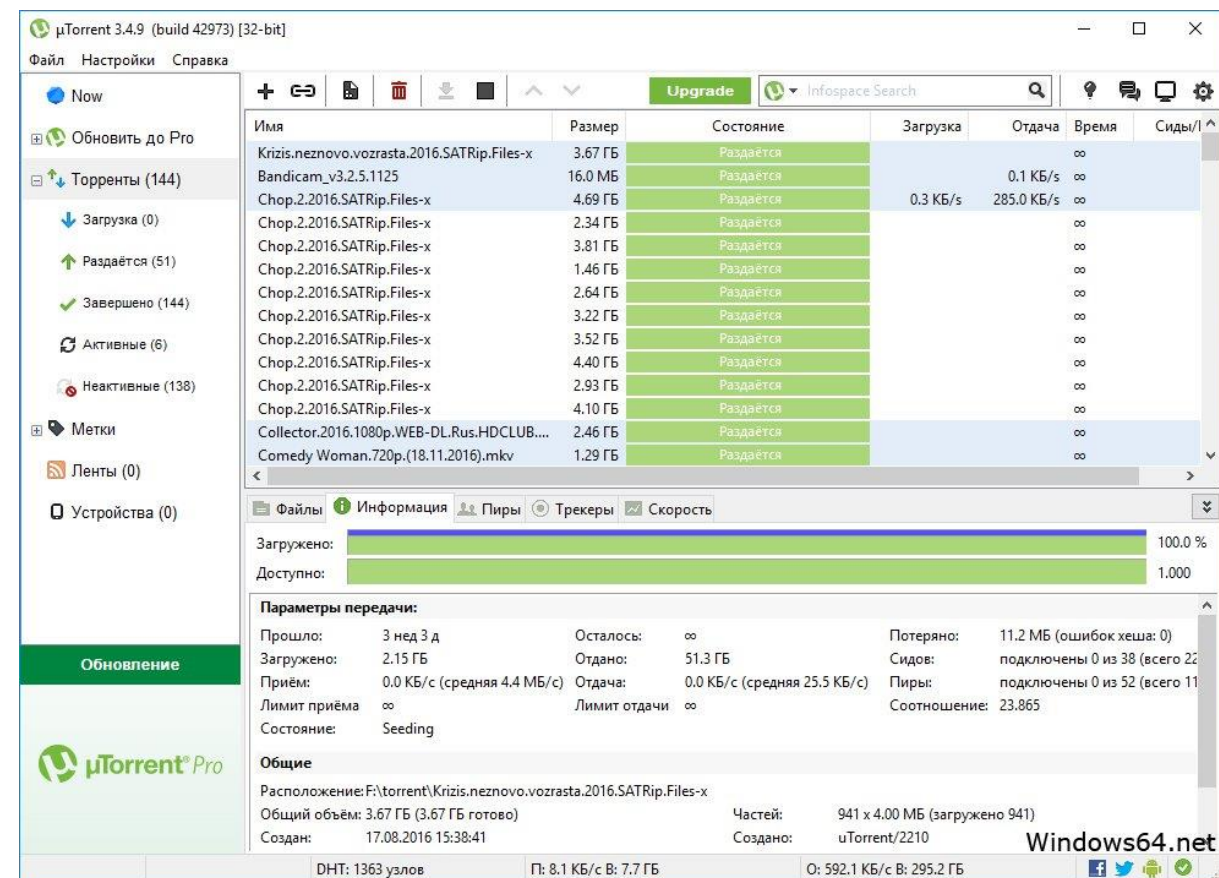 µTorrent 3.4.9 (build 42973) [32-bit]
Файл Настройки Справка
Now
Обновить до Pro
Торренты (144)
Загрузка (0)
Раздаётся (51)
Завершено (144)
Активные (6)
Неактивные (138)
Метки
Ленты (0)
Устройства (0)
Обновление
µTorrent® Pro
Upgrade
Infospace Search
Имя Размер Состояние Загрузка Отдача Время Сиды/
Krizis.neznovo.vozrasta.2016.SATRip.Files-x 3.67 ГБ Раздаётся ∞
Bandicam_v3.2.5.1125 16.0 МБ Раздаётся 0.1 КБ/s ∞
Chop.2.2016.SATRip.Files-x 4.69 ГБ Раздаётся 0.3 КБ/s 285.0 КБ/s ∞
Chop.2.2016.SATRip.Files-x 2.34 ГБ Раздаётся ∞
Chop.2.2016.SATRip.Files-x 3.81 ГБ Раздаётся ∞
Chop.2.2016.SATRip.Files-x 1.46 ГБ Раздаётся ∞
Chop.2.2016.SATRip.Files-x 2.64 ГБ Раздаётся ∞
Chop.2.2016.SATRip.Files-x 3.22 ГБ Раздаётся ∞
Chop.2.2016.SATRip.Files-x 3.52 ГБ Раздаётся ∞
Chop.2.2016.SATRip.Files-x 4.40 ГБ Раздаётся ∞
Chop.2.2016.SATRip.Files-x 2.93 ГБ Раздаётся ∞
Chop.2.2016.SATRip.Files-x 4.10 ГБ Раздаётся ∞
Collector.2016.1080p.WEB-DL.Rus.HDCLUB.... 2.46 ГБ Раздаётся ∞
Comedy Woman.720p.(18.11.2016).mkv 1.29 ГБ Раздаётся ∞
Файлы Информация Пиры Трекеры Скорость
Загружено: 100.0 %
Доступно: 1.000
Параметры передачи:
Прошло: 3 нед 3 д Осталось: ∞ Потеряно: 11.2 МБ (ошибок хеша: 0)
Загружено: 2.15 ГБ Отдано: 51.3 ГБ Сидов: подключены 0 из 38 (всего 22
Приём: 0.0 КБ/с (средняя 4.4 МБ/с) Отдача: 0.0 КБ/с (средняя 25.5 КБ/с) Пиры: подключены 0 из 52 (всего 11
Лимит приёма ∞ Лимит отдачи ∞ Соотношение: 23.865
Состояние: Seeding
Общие
Расположение: F:\torrent\Krizis.neznovo.vozrasta.2016.SATRip.Files-x
Общий объём: 3.67 ГБ (3.67 ГБ готово) Частей: 941 x 4.00 МБ (загружено 941)
Создан: 17.08.2016 15:38:41 Создано: uTorrent/2210
Windows64.net
DHT: 1363 узлов П: 8.1 КБ/с В: 7.7 ГБ О: 592.1 КБ/с В: 295.2 ГБ